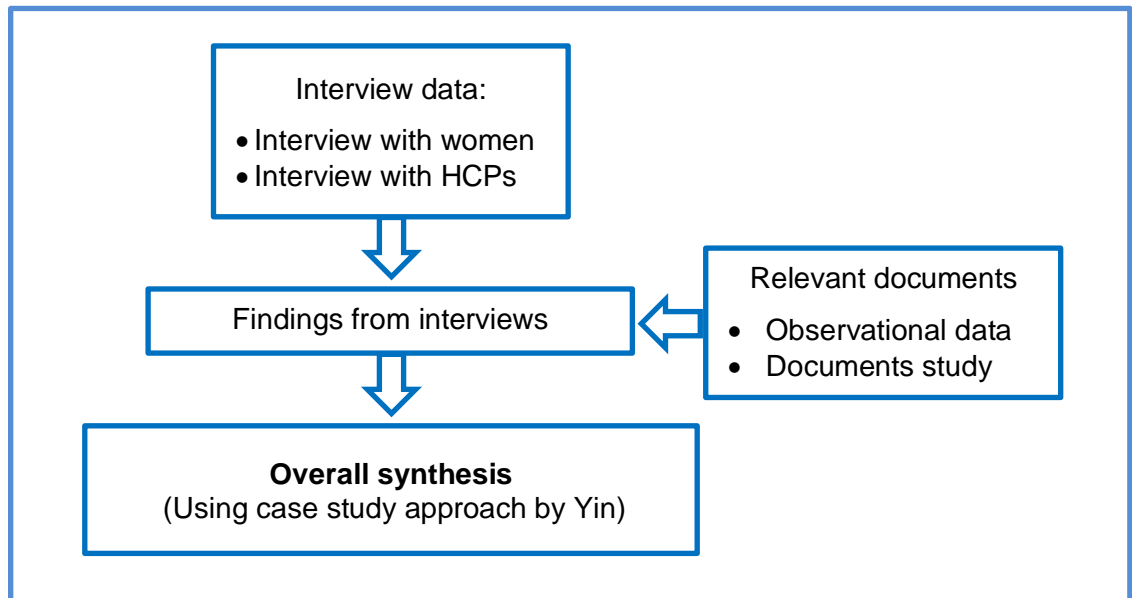 Interview data:
• Interview with women
• Interview with HCPs
Findings from interviews
Relevant documents
• Observational data
• Documents study
Overall synthesis
(Using case study approach by Yin)